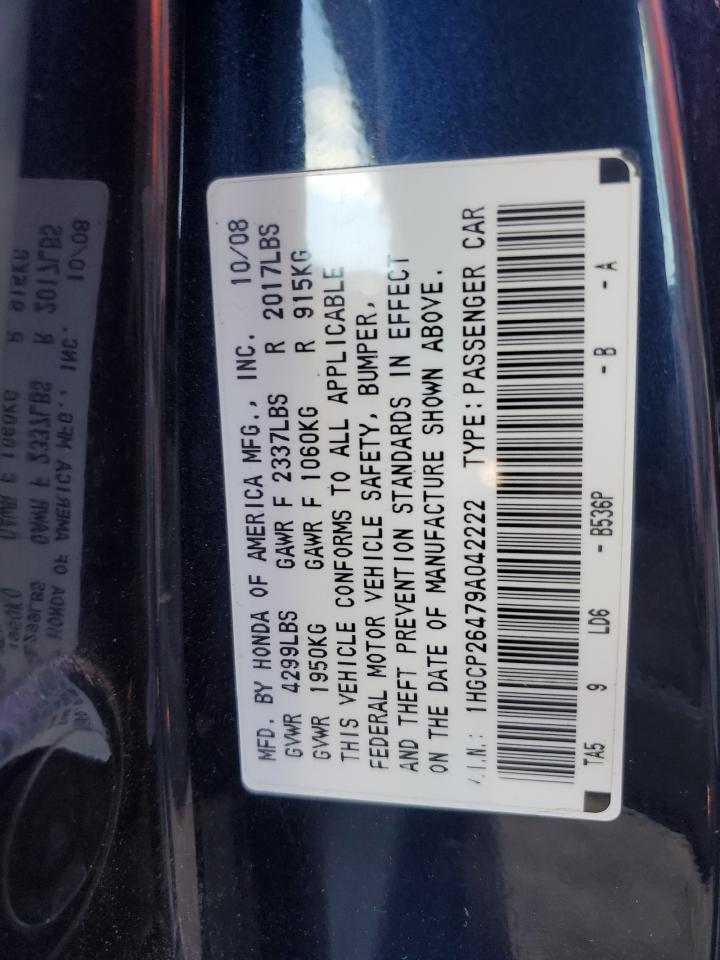 MFD. BY HONDA OF AMERICA MFG., INC. 10/08
GVWR 4299LBS GAWR F 2337LBS R 2017LBS
GVWR 1950KG GAWR F 1060KG R 915KG
THIS VEHICLE CONFORMS TO ALL APPLICABLE
FEDERAL MOTOR VEHICLE SAFETY, BUMPER,
AND THEFT PREVENTION STANDARDS IN EFFECT
ON THE DATE OF MANUFACTURE SHOWN ABOVE.
V.I.N.: 1HGCP26479A042222 TYPE: PASSENGER CAR
TA5 9 LD6 - B536P - B - A